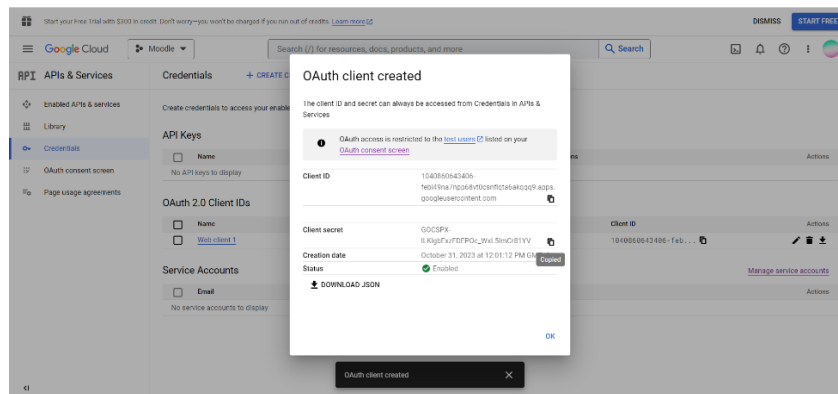 Start your Free Trial with $300 in credit. Don't worry—you won't be charged if you run out of credits. Learn more
DISMISS
START FREE
Google Cloud
Moodle
Search (/) for resources, docs, products, and more
Search
API APIs & Services
Enabled APIs & services
Library
Credentials
OAuth consent screen
Page usage agreements
Credentials
+ CREATE C
Create credentials to access your enable
API Keys
Name
Actions
No API keys to display
OAuth 2.0 Client IDs
Name
Client ID
Actions
Web client 1
1040860643406-feb...
Service Accounts
Manage service accounts
Email
Actions
No service accounts to display
OAuth client created
The client ID and secret can always be accessed from Credentials in APIs &
Services
OAuth access is restricted to the test users listed on your
OAuth consent screen
Client ID
1040860643406-
googleusercontent.com
Client secret
GOCSPX-
Copied
Creation date
October 31, 2023 at 12:01:12 PM
Status
Enabled
DOWNLOAD JSON
OK
OAuth client created